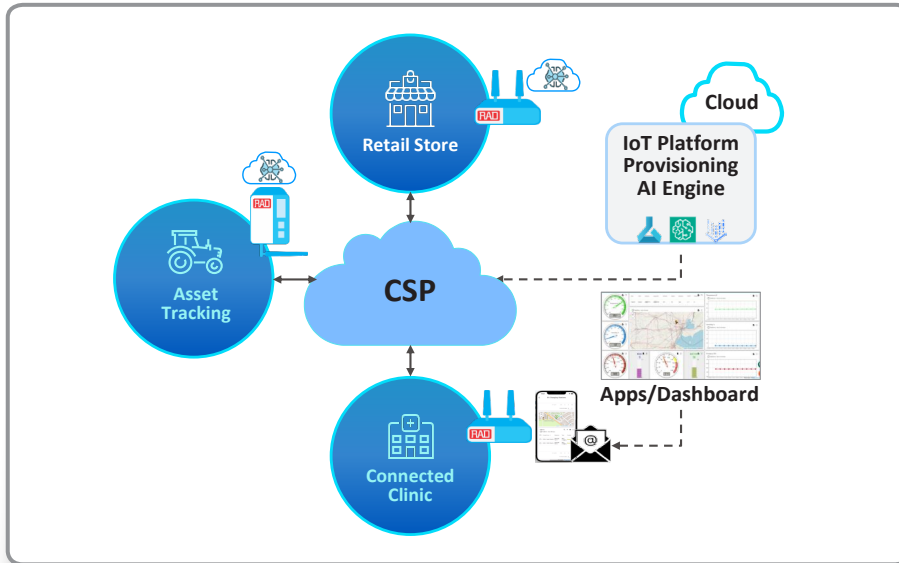 Cloud
RAD
Retail Store
IoT Platform
Provisioning
AI Engine
RAD
CSP
Asset
Tracking
Apps/Dashboard
RAD
@
Connected
Clinic